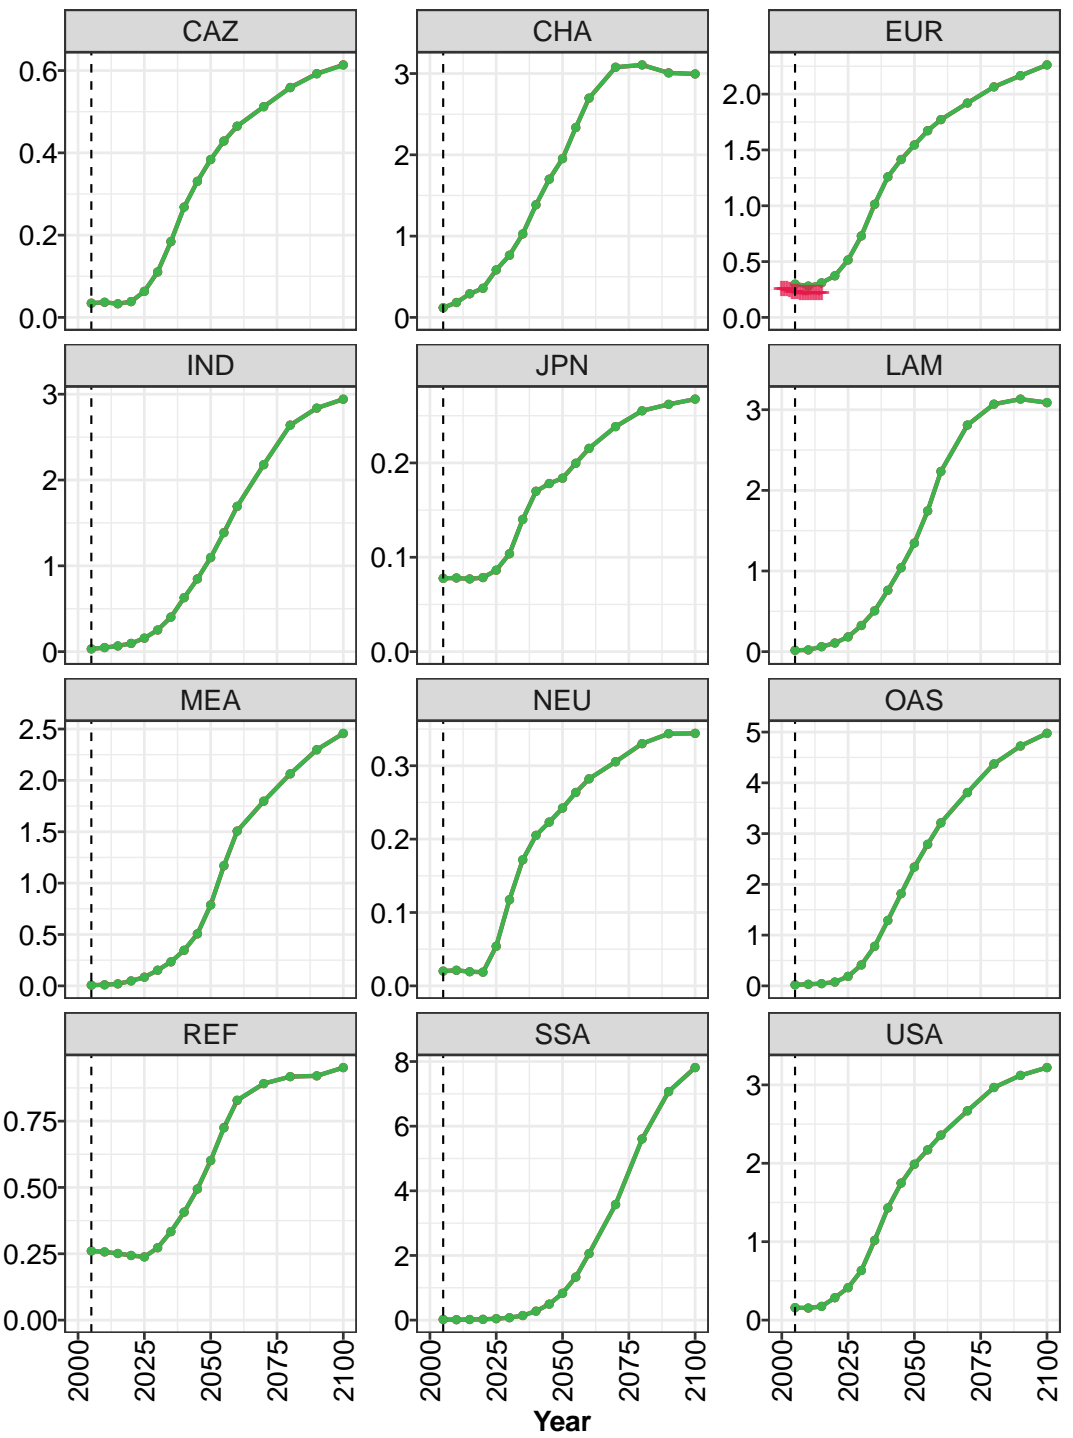 CAZ CHA EUR
0.6 3 2.0
0.4 2 1.5
0.2 1 1.0
0.0 0 0.5
0.0
IND JPN LAM
3 0.2 3
2 0.1 2
1 0.0 1
0 0
MEA NEU OAS
2.5 0.3 5
2.0 0.2 4
1.5 0.1 3
1.0 0.0 2
0.5 1
0.0 0
REF SSA USA
0.75 8 3
0.50 6 2
0.25 4 1
0.00 2 0
0
2000 2025 2050 2075 2100 2000 2025 2050 2075 2100 2000 2025 2050 2075 2100
Year